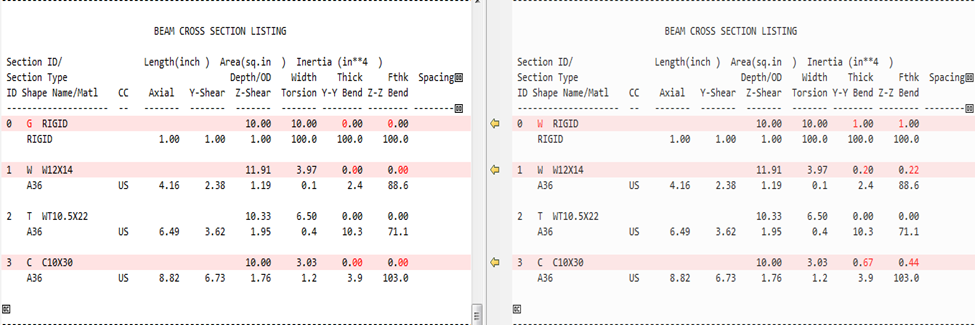 BEAM CROSS SECTION LISTING
Section ID/ Length(inch ) Area(sq.in ) Inertia (in**4 )
Section Type Depth/OD Width Thick Fthk Spacing
ID Shape Name/Matl CC Axial Y-Shear Z-Shear Torsion Y-Y Bend Z-Z Bend
0 G RIGID 10.00 10.00 0.00 0.00
RIGID 1.00 1.00 1.00 100.0 100.0 100.0
1 W W12X14 11.91 3.97 0.00 0.00
A36 US 4.16 2.38 1.19 0.1 2.4 88.6
2 T WT10.5X22 10.33 6.50 0.00 0.00
A36 US 6.49 3.62 1.95 0.4 10.3 71.1
3 C C10X30 10.00 3.03 0.00 0.00
A36 US 8.82 6.73 1.76 1.2 3.9 103.0
BEAM CROSS SECTION LISTING
Section ID/ Length(inch ) Area(sq.in ) Inertia (in**4 )
Section Type Depth/OD Width Thick Fthk Spacing
ID Shape Name/Matl CC Axial Y-Shear Z-Shear Torsion Y-Y Bend Z-Z Bend
0 W RIGID 10.00 10.00 1.00 1.00
RIGID 1.00 1.00 1.00 100.0 100.0 100.0
1 W W12X14 11.91 3.97 0.20 0.22
A36 US 4.16 2.38 1.19 0.1 2.4 88.6
2 T WT10.5X22 10.33 6.50 0.00 0.00
A36 US 6.49 3.62 1.95 0.4 10.3 71.1
3 C C10X30 10.00 3.03 0.67 0.44
A36 US 8.82 6.73 1.76 1.2 3.9 103.0